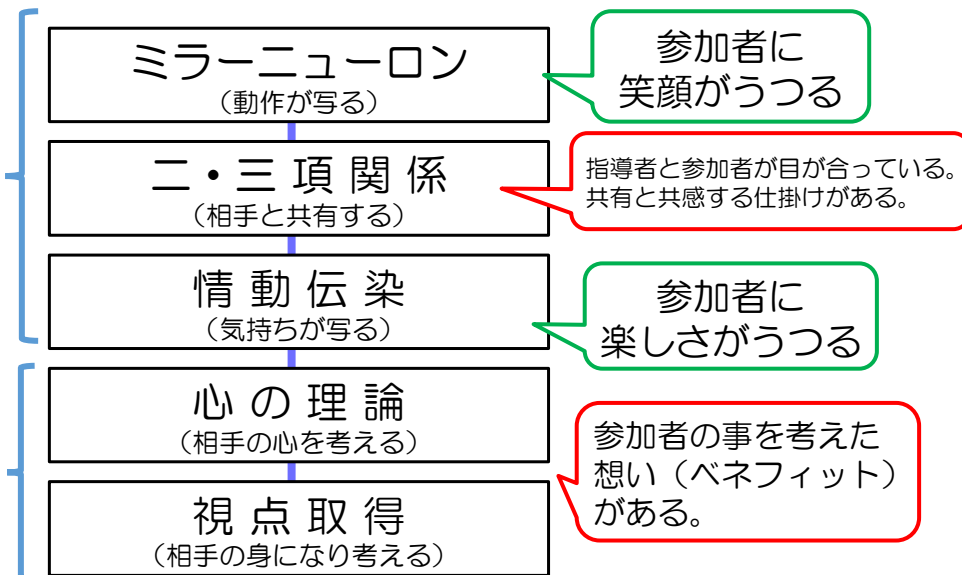 ミラーニューロン
（動作が写る）
参加者に
笑顔がうつる
二・三項関係
（相手と共有する）
指導者と参加者が目が合っている。
共有と共感する仕掛けがある。
情動伝染
（気持ちが写る）
参加者に
楽しさがうつる
心の理論
（相手の心を考える）
参加者の事を考えた
想い（ベネフィット）
がある。
視点取得
（相手の身になり考える）